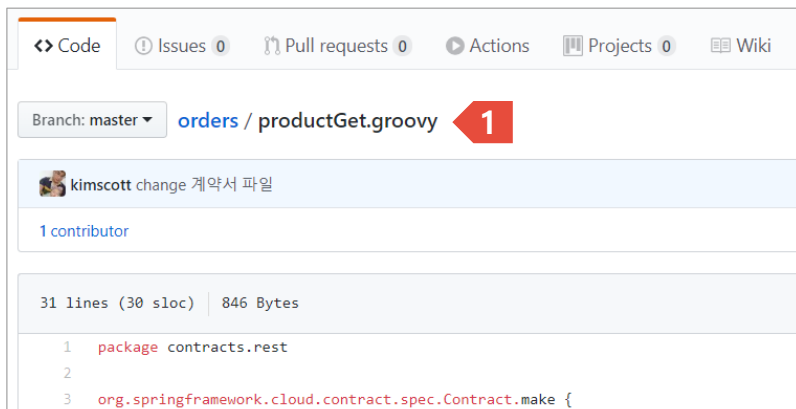 <> Code Issues 0 Pull requests 0 Actions Projects 0 Wiki
Branch: master orders / productGet.groovy 1
kimscott change 계약서 파일
1 contributor
31 lines (30 sloc) 846 Bytes
1 package contracts.rest
2
3 org.springframework.cloud.contract.spec.Contract.make {